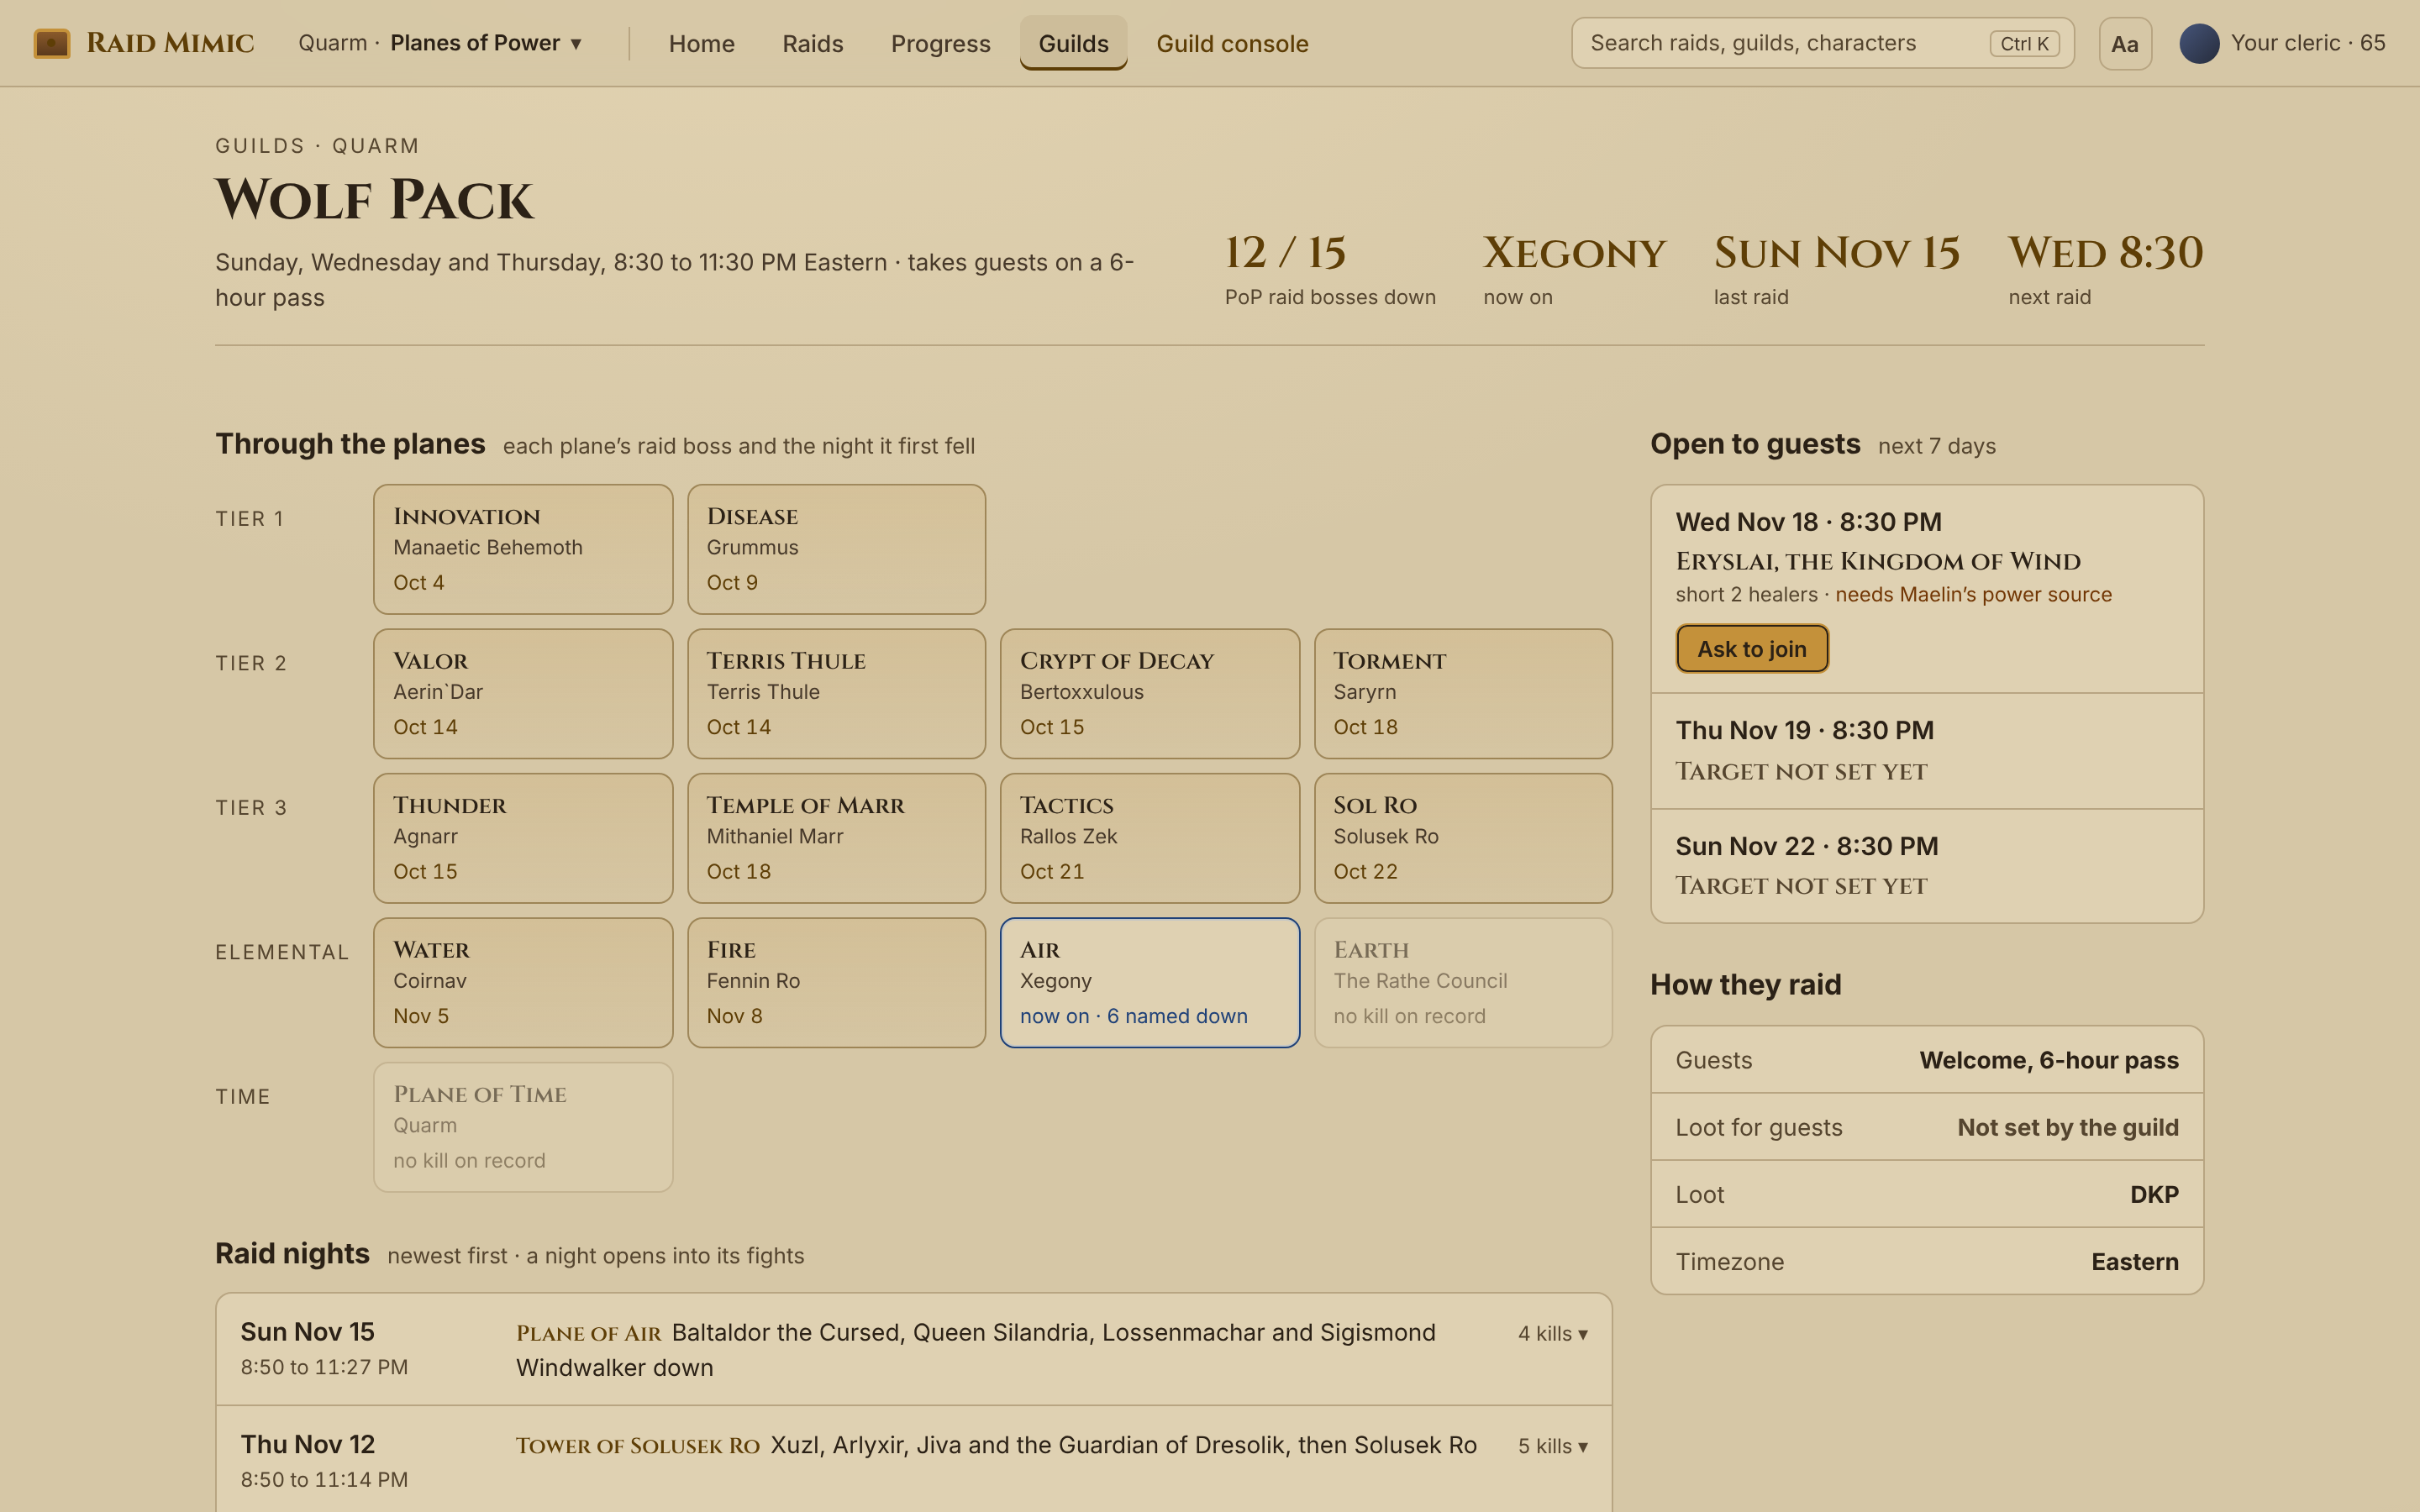 Raid Mimic
Quarm · Planes of Power ▾
Home
Raids
Progress
Guilds
Guild console
Search raids, guilds, characters
Ctrl K
Aa
Your cleric · 65
GUILDS · QUARM
Wolf Pack
Sunday, Wednesday and Thursday, 8:30 to 11:30 PM Eastern · takes guests on a 6-
hour pass
12 / 15
PoP raid bosses down
Xegony
now on
Sun Nov 15
last raid
Wed 8:30
next raid
Through the planes each plane’s raid boss and the night it first fell
TIER 1
Innovation
Manaetic Behemoth
Oct 4
Disease
Grummus
Oct 9
TIER 2
Valor
Aerin`Dar
Oct 14
Terris Thule
Terris Thule
Oct 14
Crypt of Decay
Bertoxxulous
Oct 15
Torment
Saryrn
Oct 18
TIER 3
Thunder
Agnarr
Oct 15
Temple of Marr
Mithaniel Marr
Oct 18
Tactics
Rallos Zek
Oct 21
Sol Ro
Solusek Ro
Oct 22
ELEMENTAL
Water
Coirnav
Nov 5
Fire
Fennin Ro
Nov 8
Air
Xegony
now on · 6 named down
Earth
The Rathe Council
no kill on record
TIME
Plane of Time
Quarm
no kill on record
Raid nights newest first · a night opens into its fights
Sun Nov 15
8:50 to 11:27 PM
Plane of Air Baltaldor the Cursed, Queen Silandria, Lossenmachar and Sigismond
Windwalker down
4 kills ▾
Thu Nov 12
8:50 to 11:14 PM
Tower of Solusek Ro Xuzl, Arlyxir, Jiva and the Guardian of Dresolik, then Solusek Ro
5 kills ▾
Open to guests next 7 days
Wed Nov 18 · 8:30 PM
Eryslai, the Kingdom of Wind
short 2 healers · needs Maelin’s power source
Ask to join
Thu Nov 19 · 8:30 PM
Target not set yet
Sun Nov 22 · 8:30 PM
Target not set yet
How they raid
Guests Welcome, 6-hour pass
Loot for guests Not set by the guild
Loot DKP
Timezone Eastern